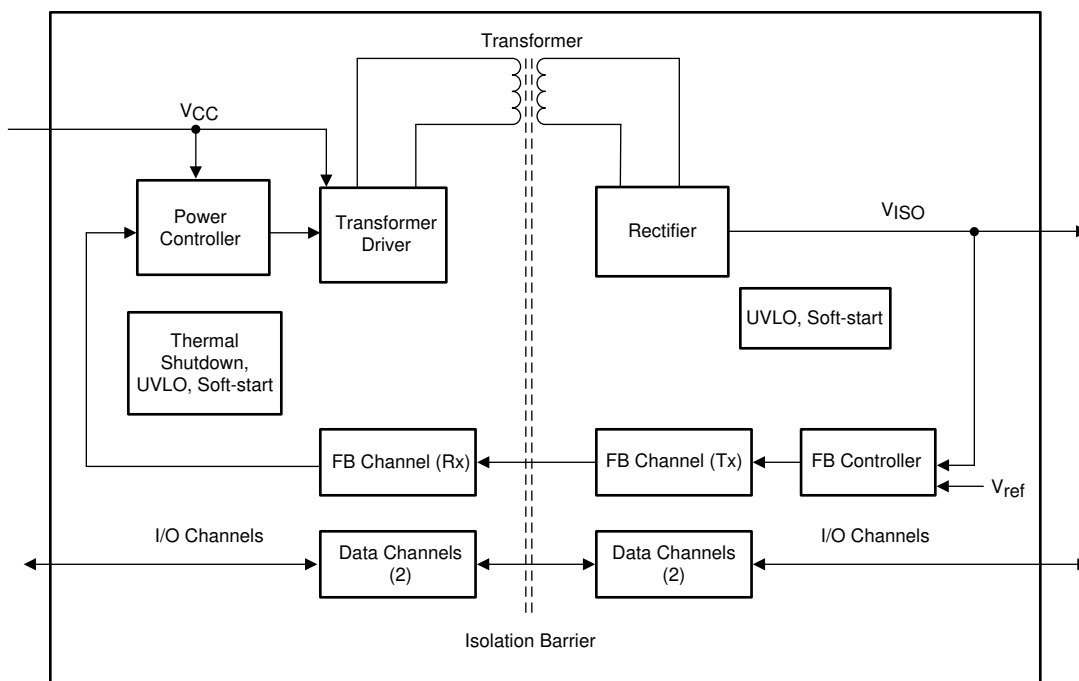 Transformer
VCC
Power
Controller
Transformer
Driver
Rectifier
VISO
UVLO, Soft-start
Thermal
Shutdown,
UVLO, Soft-start
FB Channel (Rx)
FB Channel (Tx)
FB Controller
Vref
I/O Channels
Data Channels
(2)
Data Channels
(2)
I/O Channels
Isolation Barrier